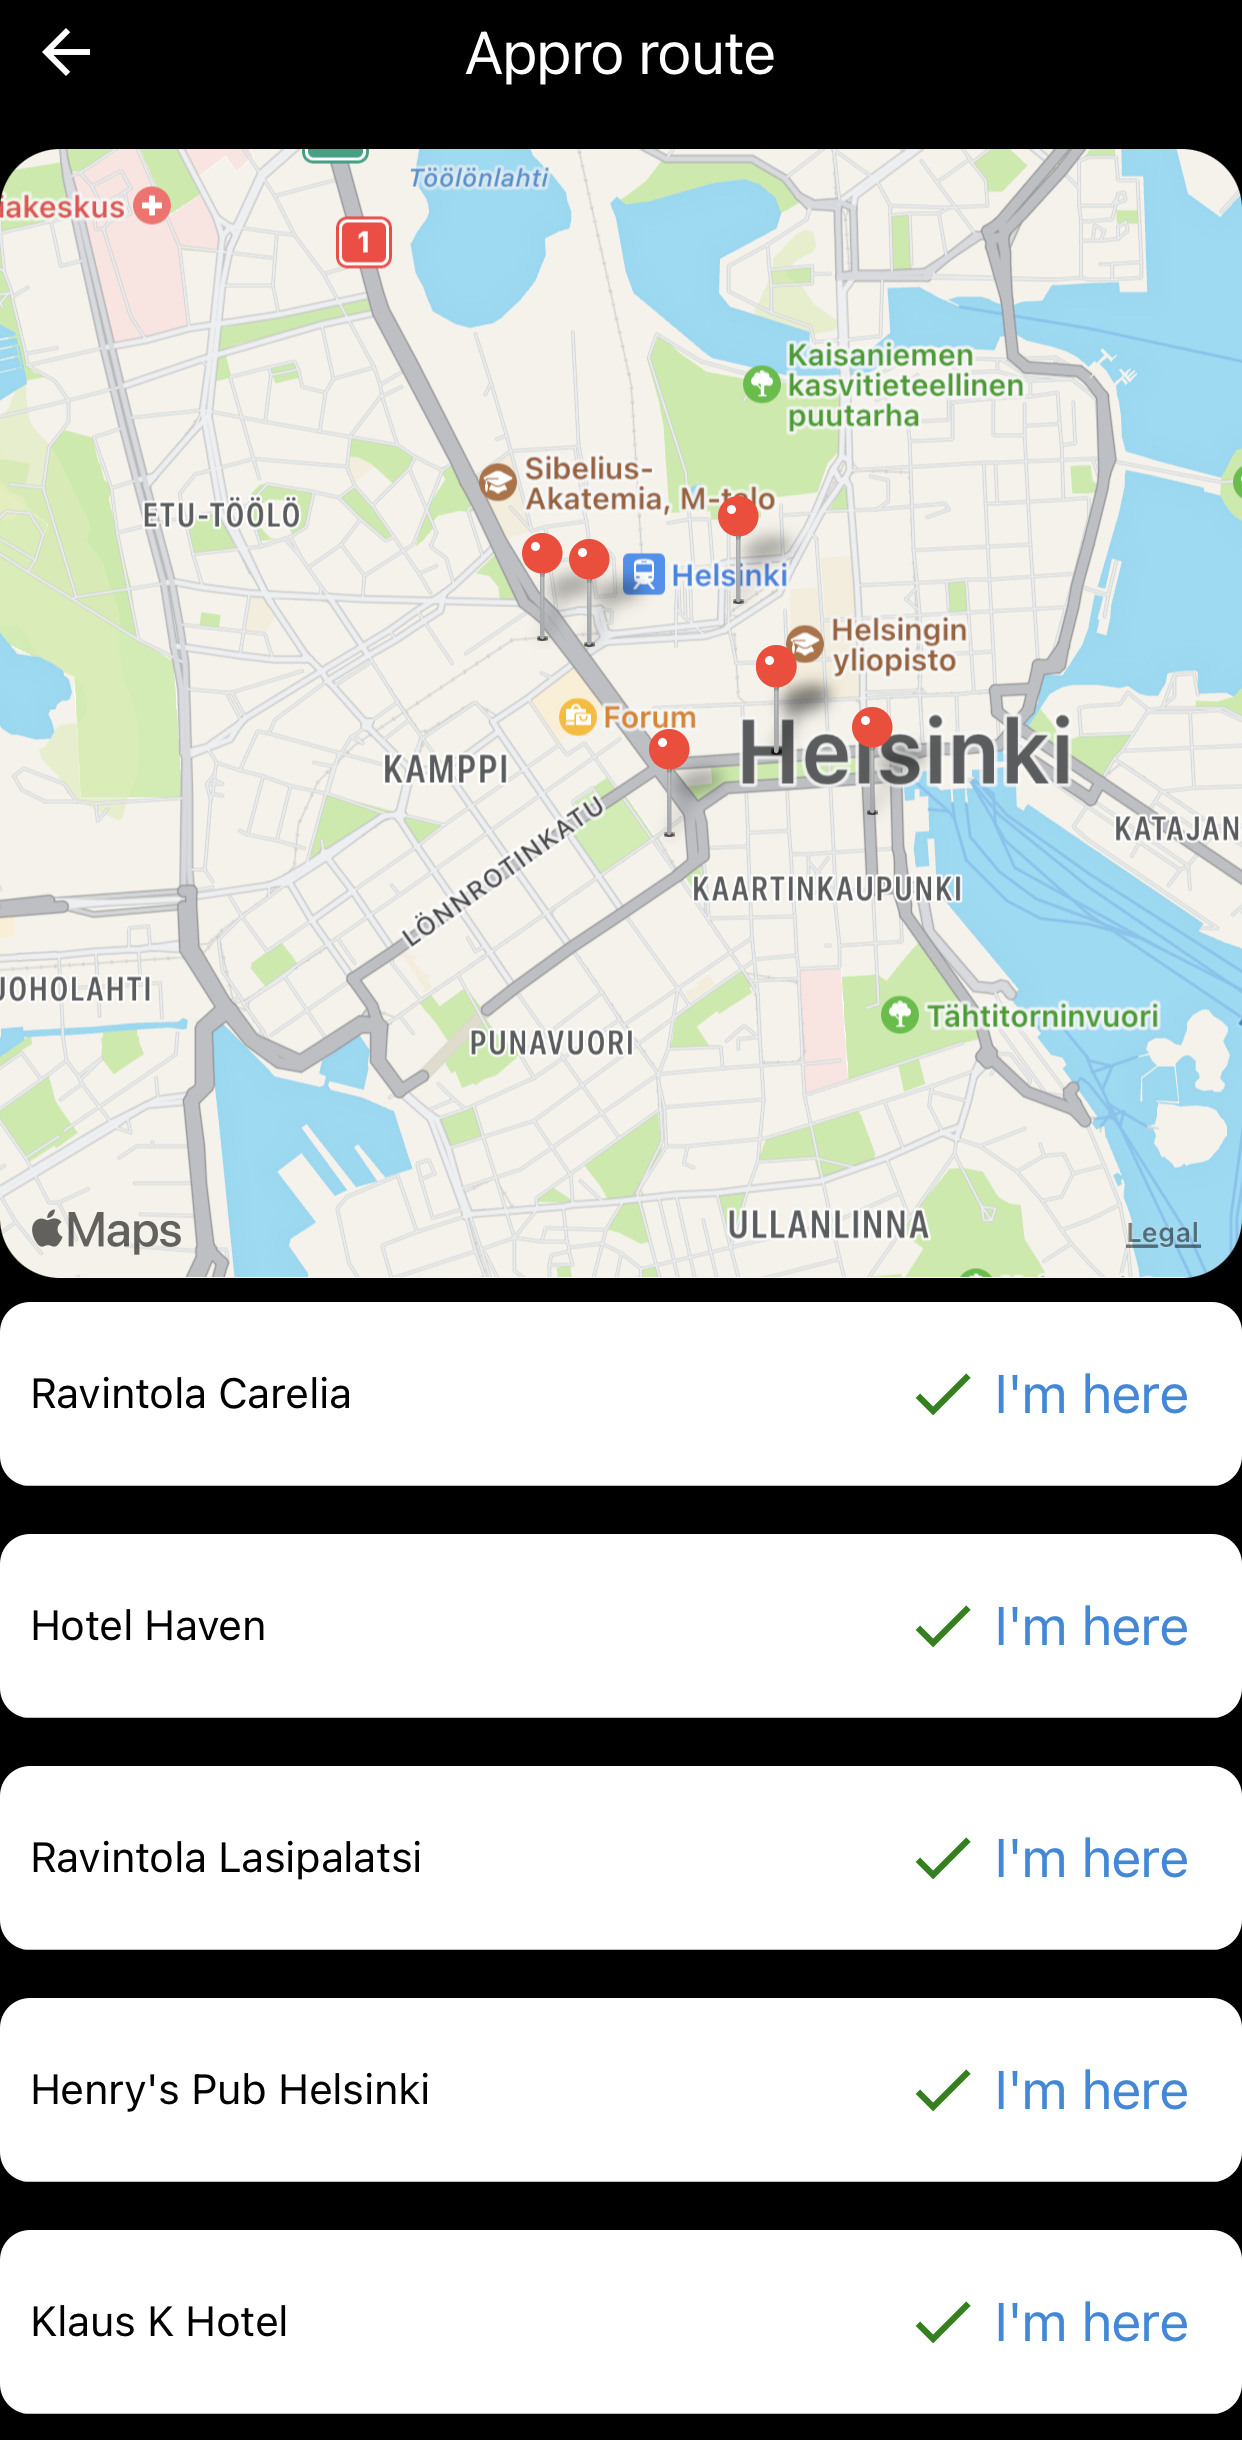 Appro route
Töölönlahti
iakeskus
1
Kaisaniemen
kasvitieteellinen
puutarha
Sibelius-
Akatemia, M-talo
ETU-TÖÖLÖ
Helsinki
Helsingin
yliopisto
Forum
Helsinki
KAMPPI
LÖNNROTINKATU
KATAJAN
KAARTINKAUPUNKI
UOHOLAHTI
Tähtitorninvuori
PUNAVUORI
Maps
ULLANLINNA
Legal
Ravintola Carelia
I'm here
Hotel Haven
I'm here
Ravintola Lasipalatsi
I'm here
Henry's Pub Helsinki
I'm here
Klaus K Hotel
I'm here